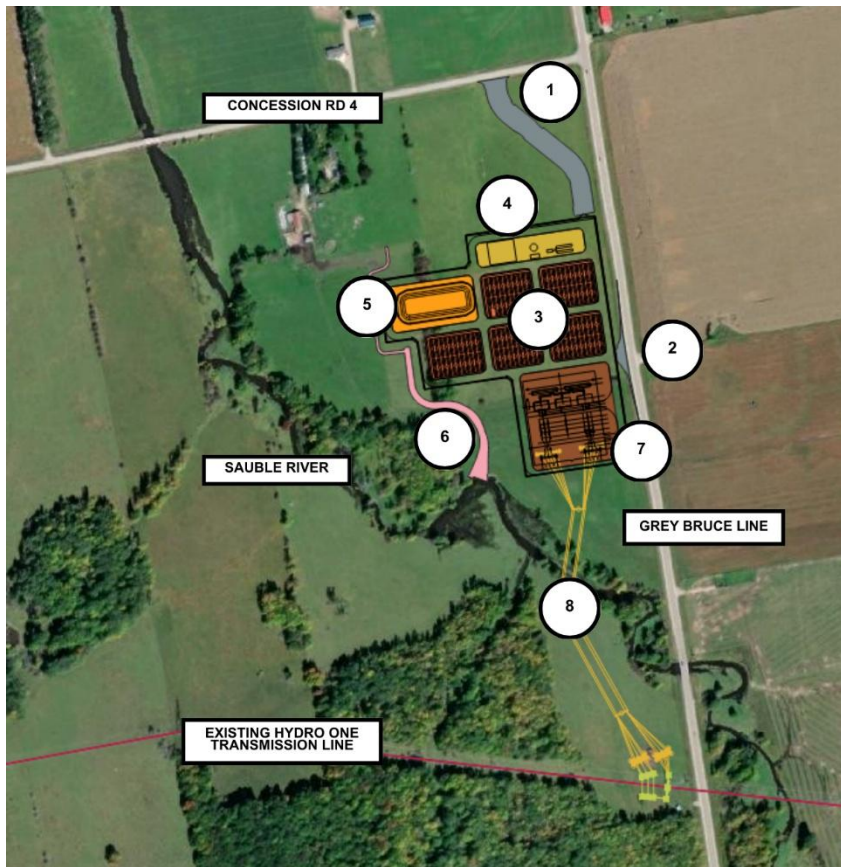 1
CONCESSION RD 4
4
5
3
2
6
7
SAUBLE RIVER
GREY BRUCE LINE
8
EXISTING HYDRO ONE
TRANSMISSION LINE